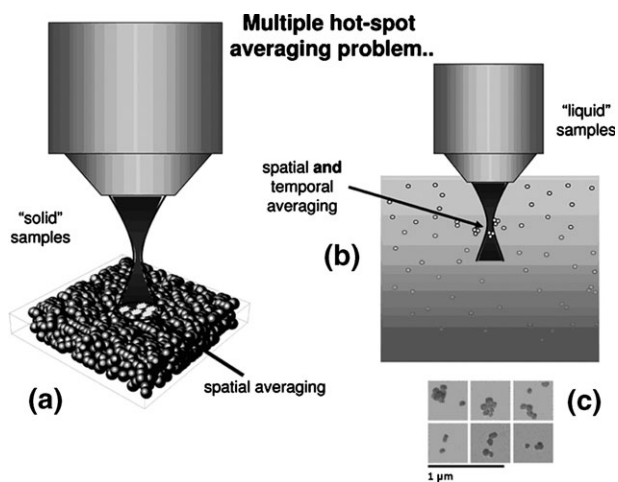 Multiple hot-spot
averaging problem..
"solid"
samples
(a)
spatial averaging
"liquid"
samples
spatial and
temporal
averaging
(b)
(c)
1 µm